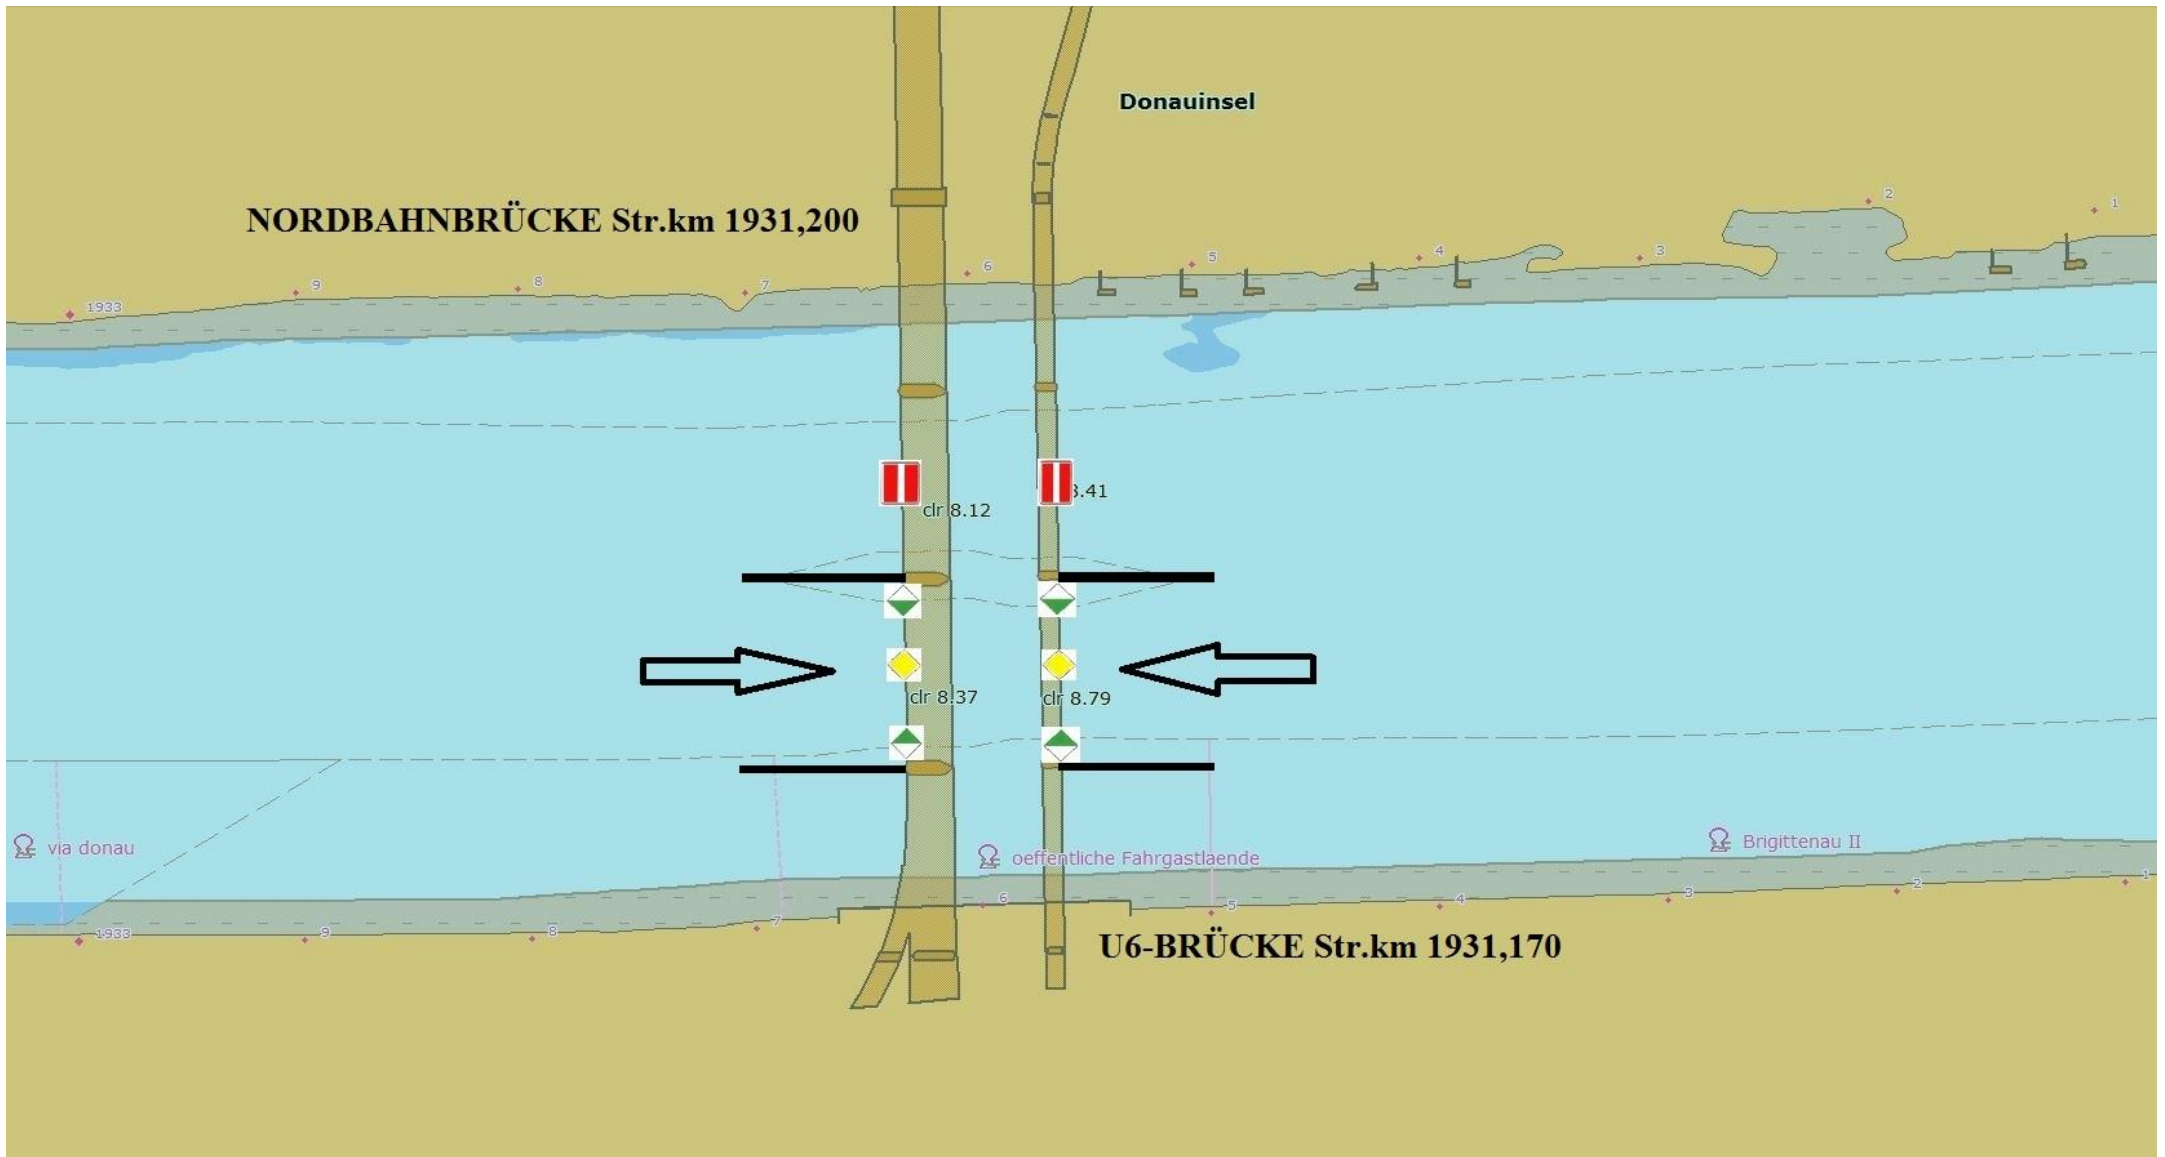 Donauinsel
NORDBAHNBRÜCKE Str.km 1931,200
1933
9
8
7
6
5
4
3
2
1
clr 8.12
3.41
clr 8.37
clr 8.79
via donau
oeffentliche Fahrgastlaende
Brigittenau II
1933
9
8
7
6
5
4
3
2
1
U6-BRÜCKE Str.km 1931,170